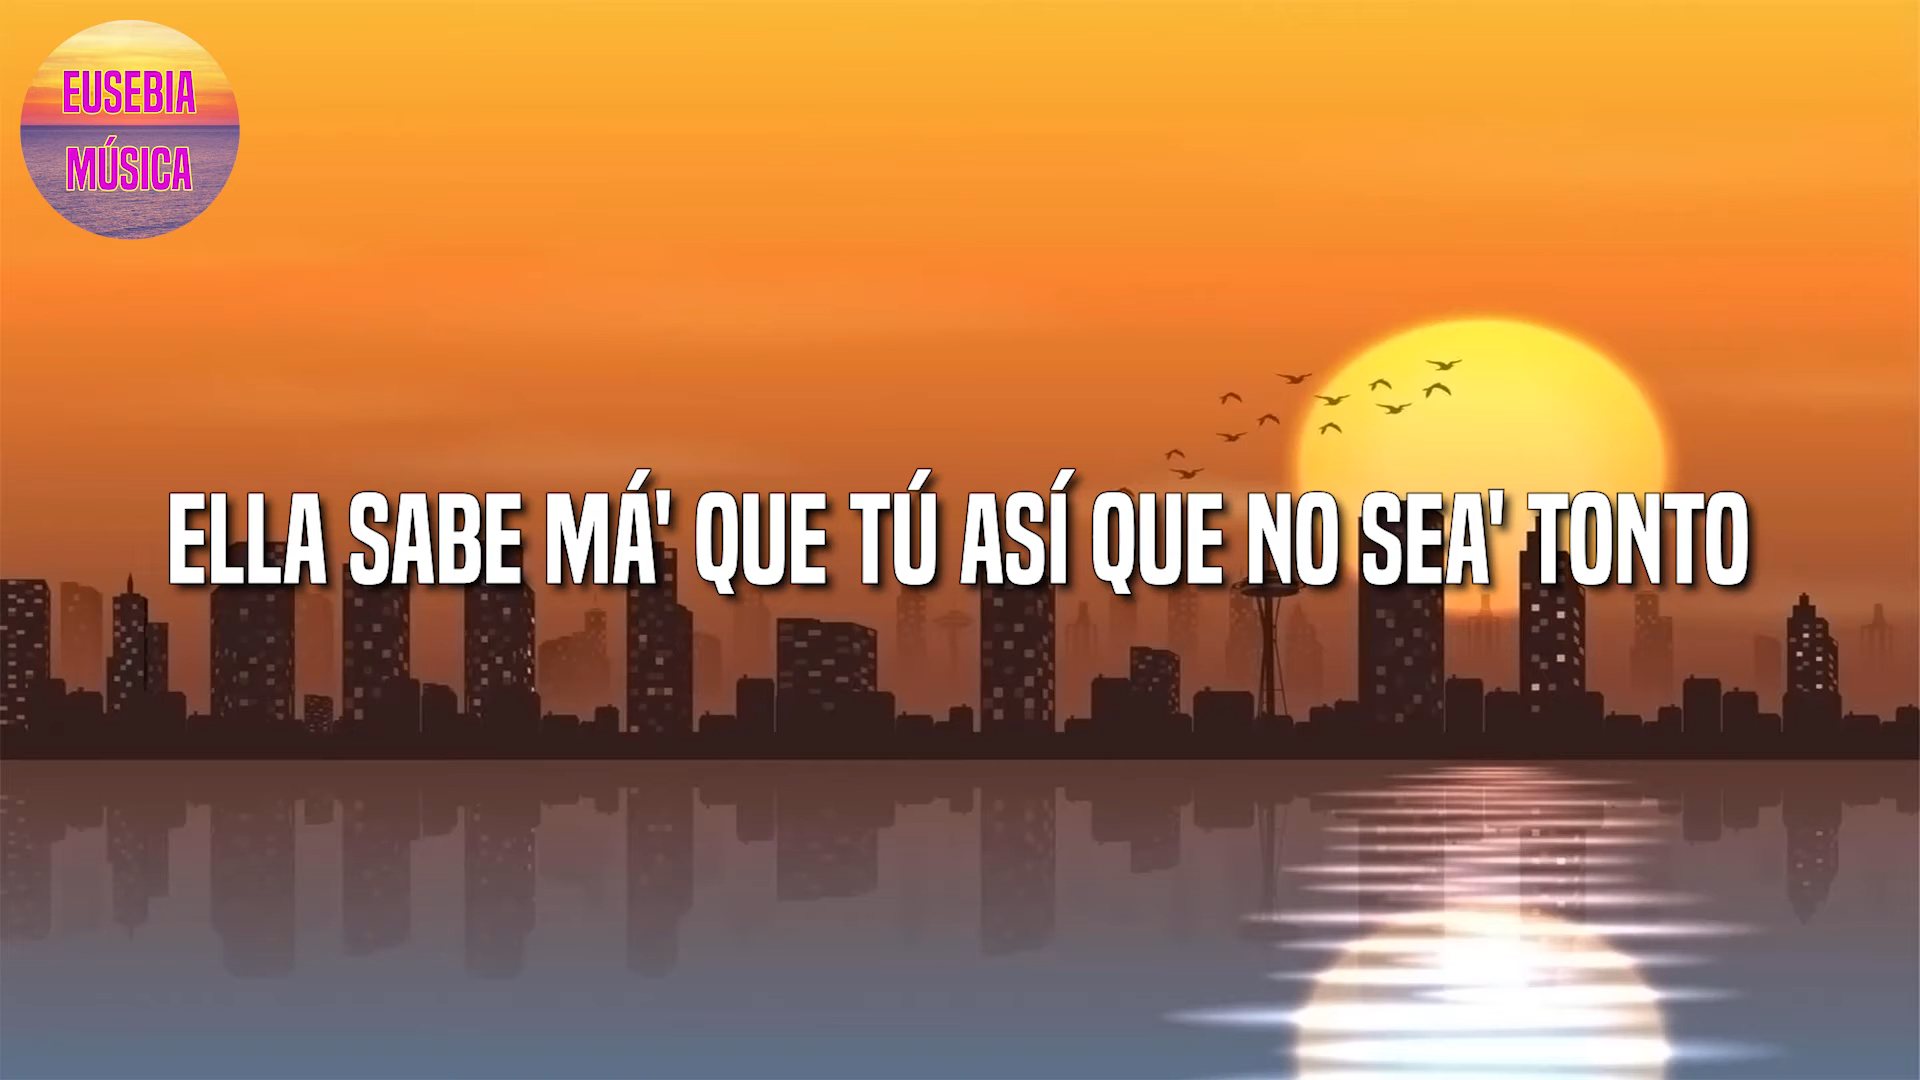 EUSEBIA
MÚSICA
ELLA SABE MÁ' QUE TÚ ASÍ QUE NO SEA' TONTO